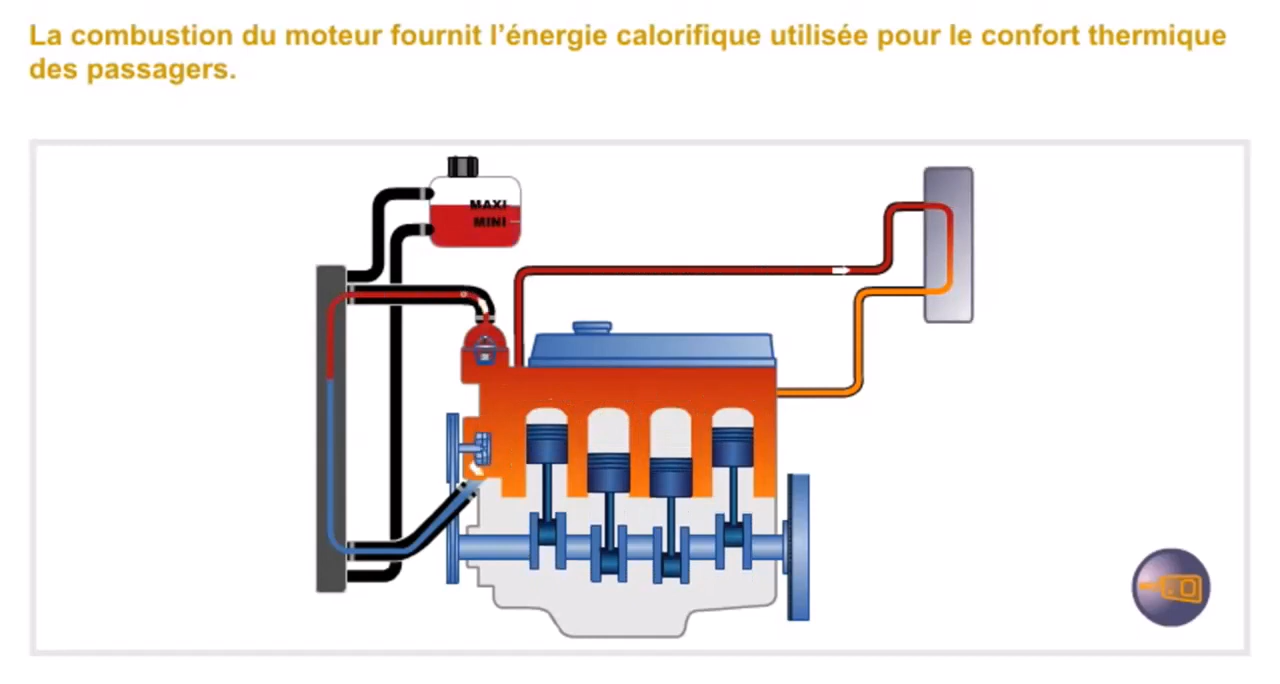 La combustion du moteur fournit l’énergie calorifique utilisée pour le confort thermique
des passagers.
MAXI
MINI